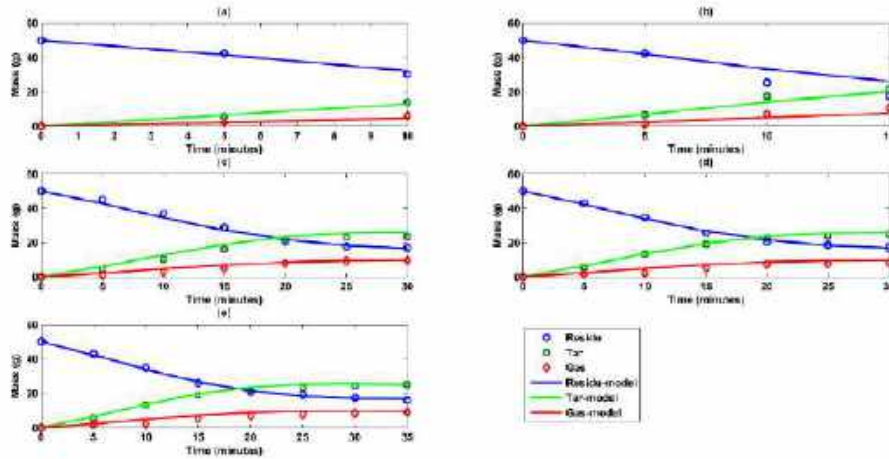 (a)
60
40
20
0
Mass (g)
0 1 2 3 4 5 6 7 8 9
Time (minutes)
(b)
60
40
20
0
Mass (g)
0 5 10
Time (minutes)
(c)
60
40
20
0
Mass (g)
0 5 10 15 20 25 30
Time (minutes)
(d)
60
40
20
0
Mass (g)
0 5 10 15 20 25
Time (minutes)
(e)
60
40
20
0
Mass (g)
0 5 10 15 20 25 30 35
Time (minutes)
Residu
Tar
Gas
Residu-model
Tar-model
Gas-model